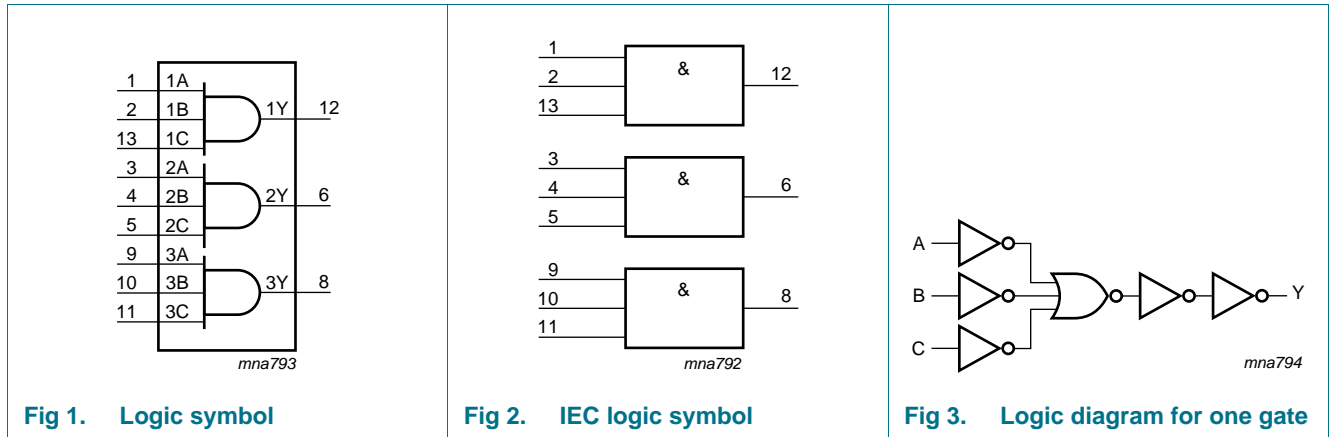 1 1A
2 1B 1Y 12
13 1C
3 2A
4 2B 2Y 6
5 2C
9 3A
10 3B 3Y 8
11 3C
mna793
Fig 1. Logic symbol
1
2 & 12
13
3
4 & 6
5
9
10 & 8
11
mna792
Fig 2. IEC logic symbol
A
B Y
C
mna794
Fig 3. Logic diagram for one gate